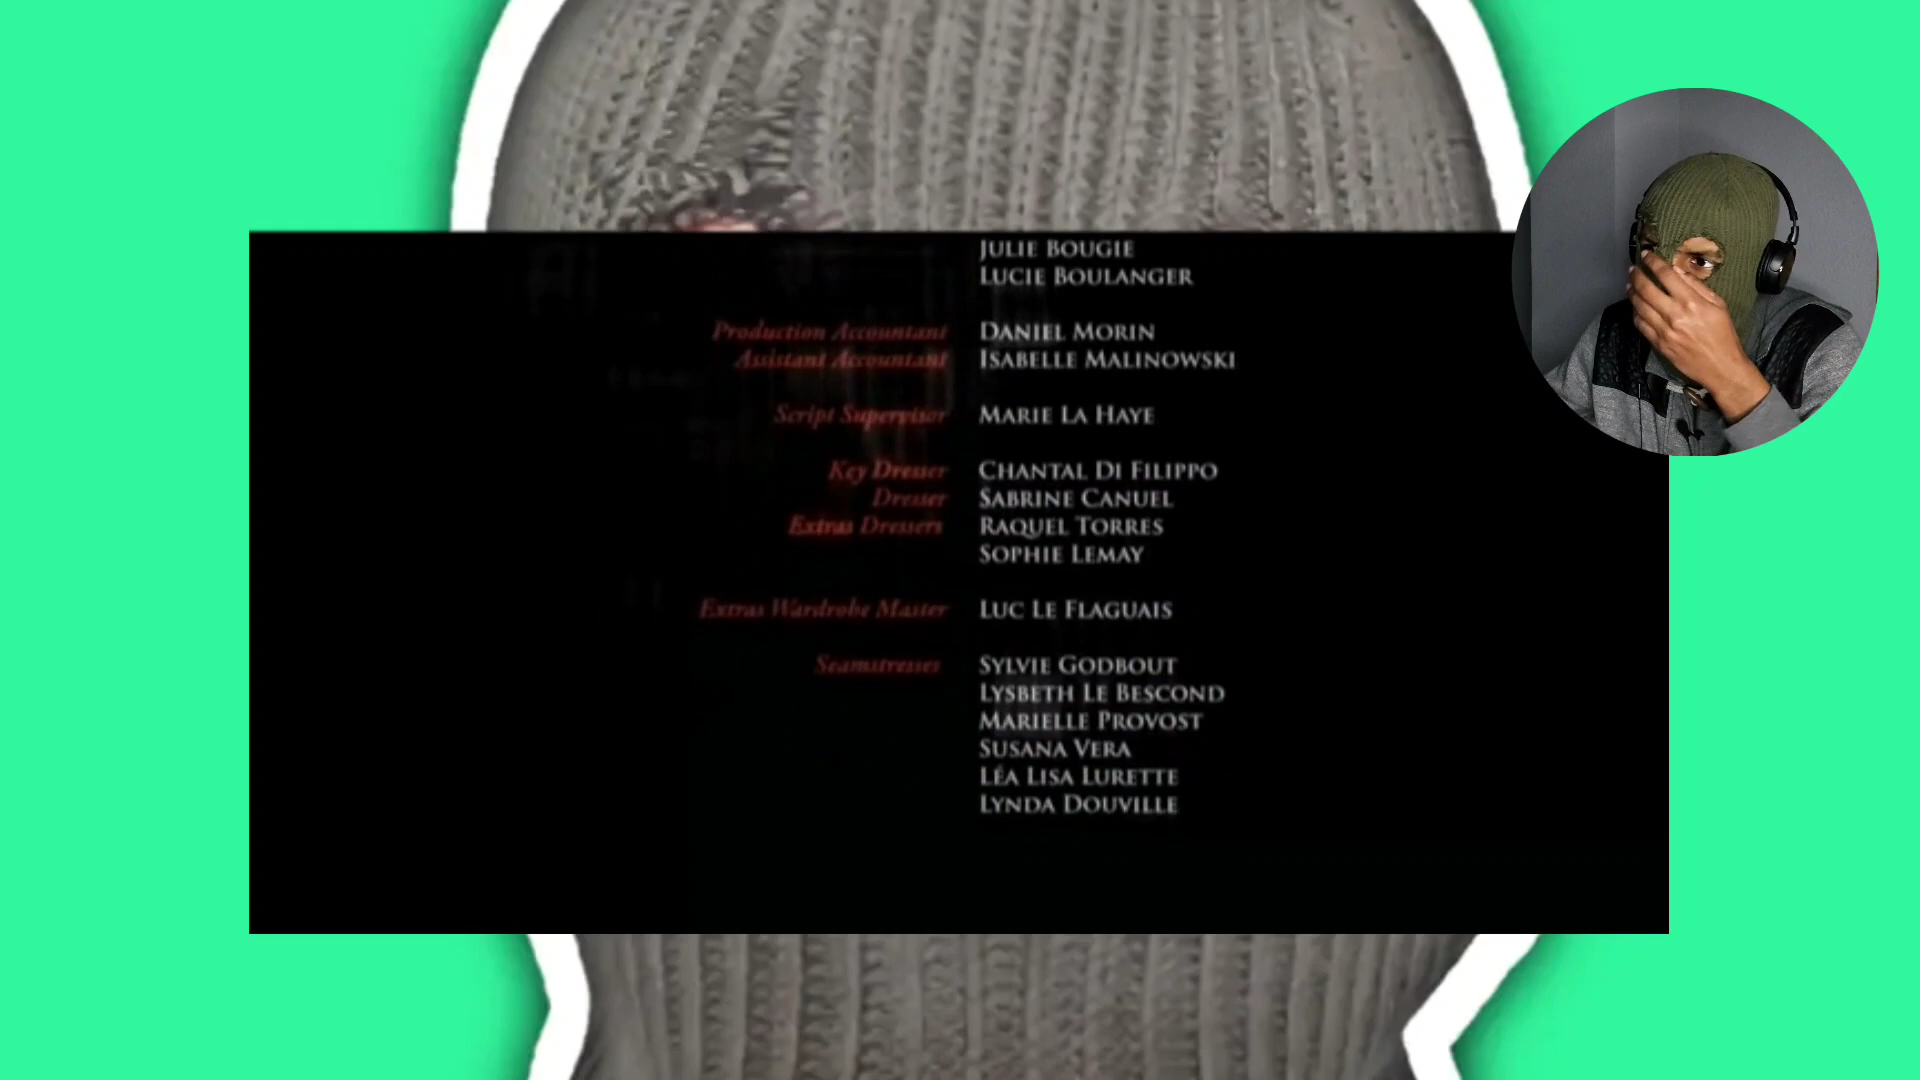 JULIE BOUGIE
LUCIE BOULANGER
Production Accountant DANIEL MORIN
Assistant Accountant ISABELLE MALINOWSKI
Script Supervisor MARIE LA HAYE
Key Dresser CHANTAL DI FILIPPO
Dresser SABRINE CANUEL
Extras Dressers RAQUEL TORRES
SOPHIE LEMAY
Extras Wardrobe Master LUC LE FLAGUAIS
Seamstresses SYLVIE GODBOUT
LYSBETH LE BESCOND
MARIELLE PROVOST
SUSANA VERA
LÉA LISA LURETTE
LYNDA DOUVILLE